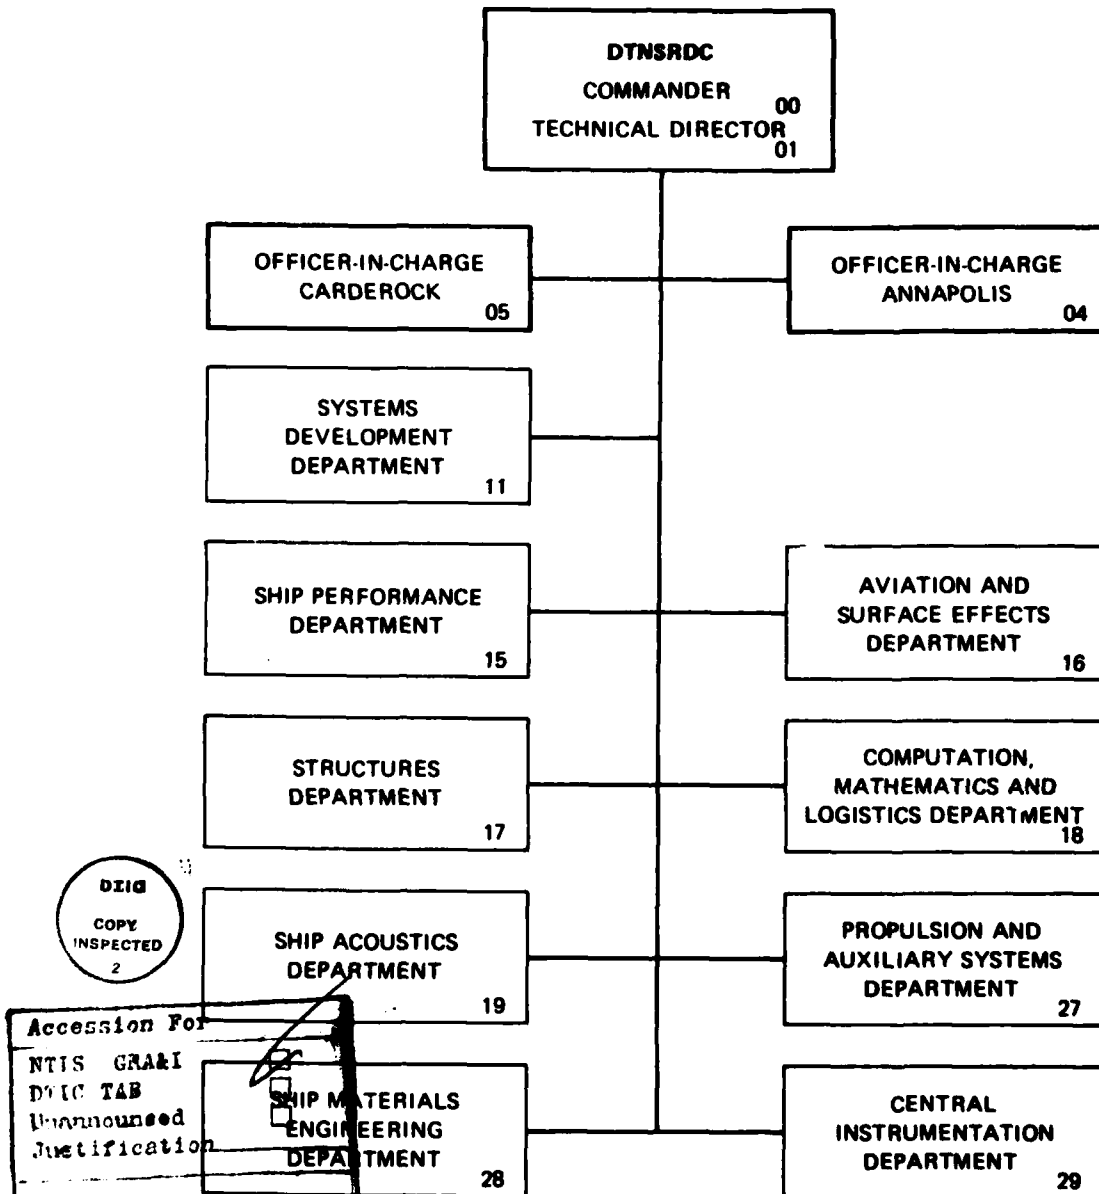 DTNSRDC
COMMANDER
00
TECHNICAL DIRECTOR
01
OFFICER-IN-CHARGE
CARDEROCK
05
OFFICER-IN-CHARGE
ANNAPOLIS
04
SYSTEMS
DEVELOPMENT
DEPARTMENT
11
SHIP PERFORMANCE
DEPARTMENT
15
AVIATION AND
SURFACE EFFECTS
DEPARTMENT
16
STRUCTURES
DEPARTMENT
17
COMPUTATION,
MATHEMATICS AND
LOGISTICS DEPARTMENT
18
SHIP ACOUSTICS
DEPARTMENT
19
PROPULSION AND
AUXILIARY SYSTEMS
DEPARTMENT
27
SHIP MATERIALS
ENGINEERING
DEPARTMENT
28
CENTRAL
INSTRUMENTATION
DEPARTMENT
29
DTIC
COPY
INSPECTED
2
Accession For
NTIS GRA&I
DTIC TAB
Unannounced
Justification